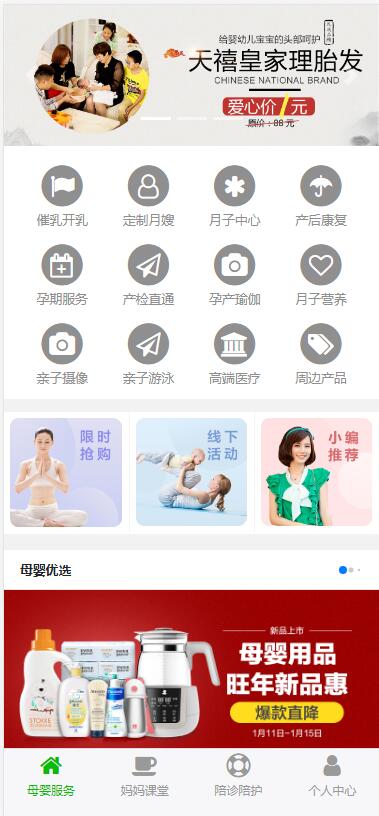 给婴幼儿宝宝的头部呵护
天禧皇家理胎发
CHINESE NATIONAL BRAND
爱心价1元
原价:88 元
催乳开乳
定制月嫂
月子中心
产后康复
孕期服务
产检直通
孕产瑜伽
月子营养
亲子摄像
亲子游泳
高端医疗
周边产品
限时
抢购
线下
活动
小编
推荐
母婴优选
新品上市
母婴用品
旺年新品惠
爆款直降
1月11日-1月15日
STOKKE
母婴服务
妈妈课堂
陪诊陪护
个人中心